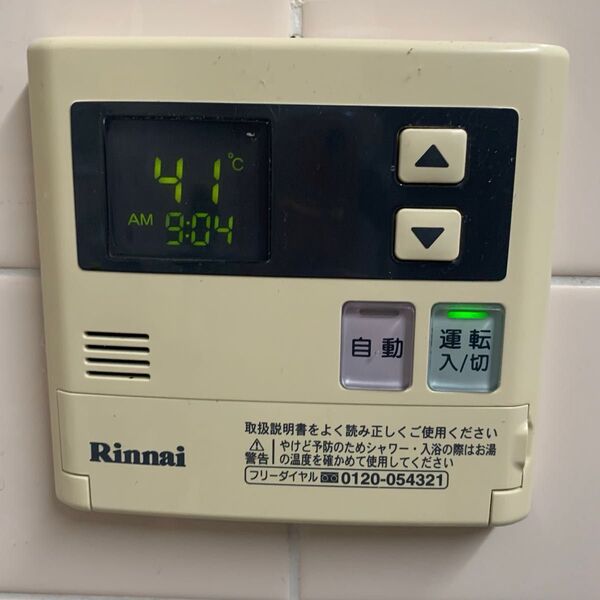 41℃
AM 9:04
▲
▼
自動
運転
入/切
取扱説明書をよく読み正しくご使用ください
Rinnai
警告 やけど予防のためシャワー・入浴の際はお湯
の温度を確かめて使用してください
フリーダイヤル 0120-054321